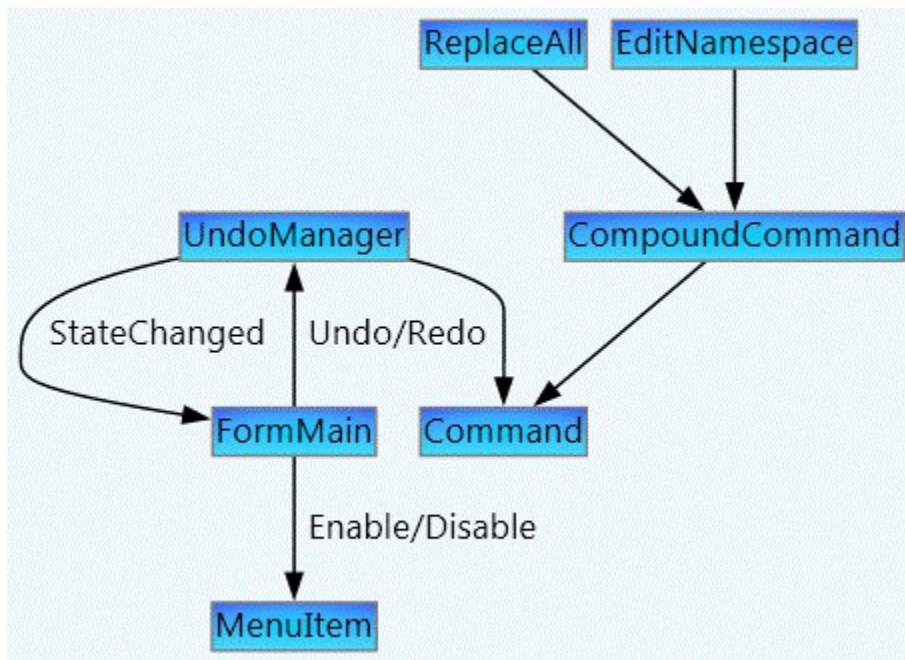 ReplaceAll
EditNamespace
UndoManager
CompoundCommand
StateChanged
Undo/Redo
FormMain
Command
Enable/Disable
MenuItem